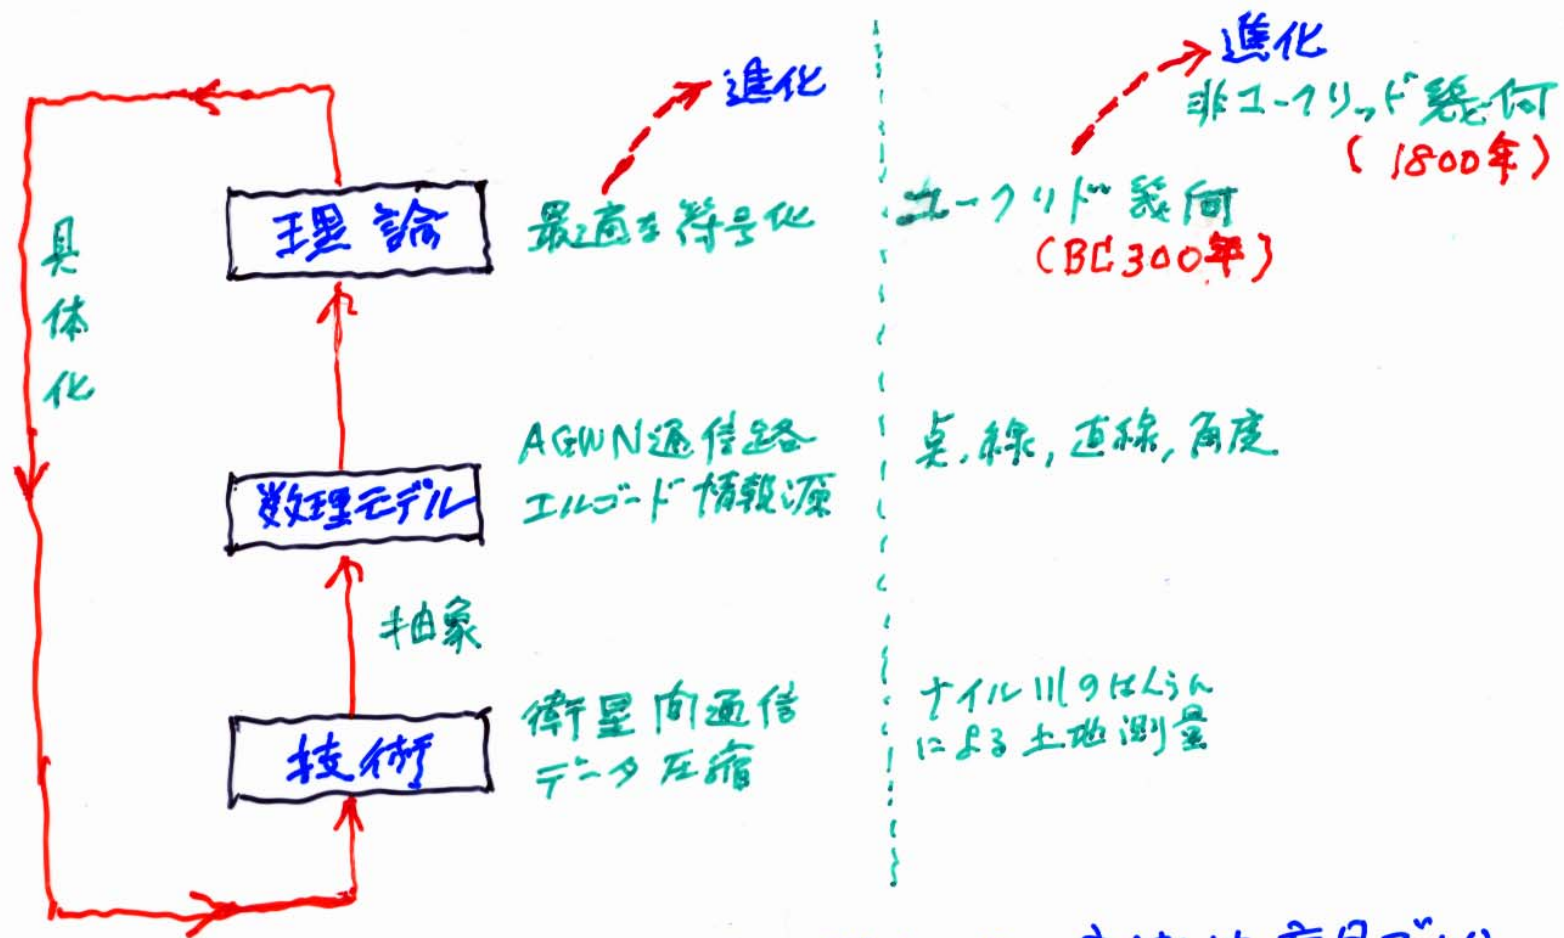 進化
進化
非ユークリッド幾何
(1800年)
理論
最適な符号化
ユークリド幾何
(BC300年)
具体化
AGWN通信路
エルゴード情報源
点,線,直線,角度
数理モデル
抽象
技術
衛星間通信
データ圧縮
ナイル川のはんらん
による土地測量